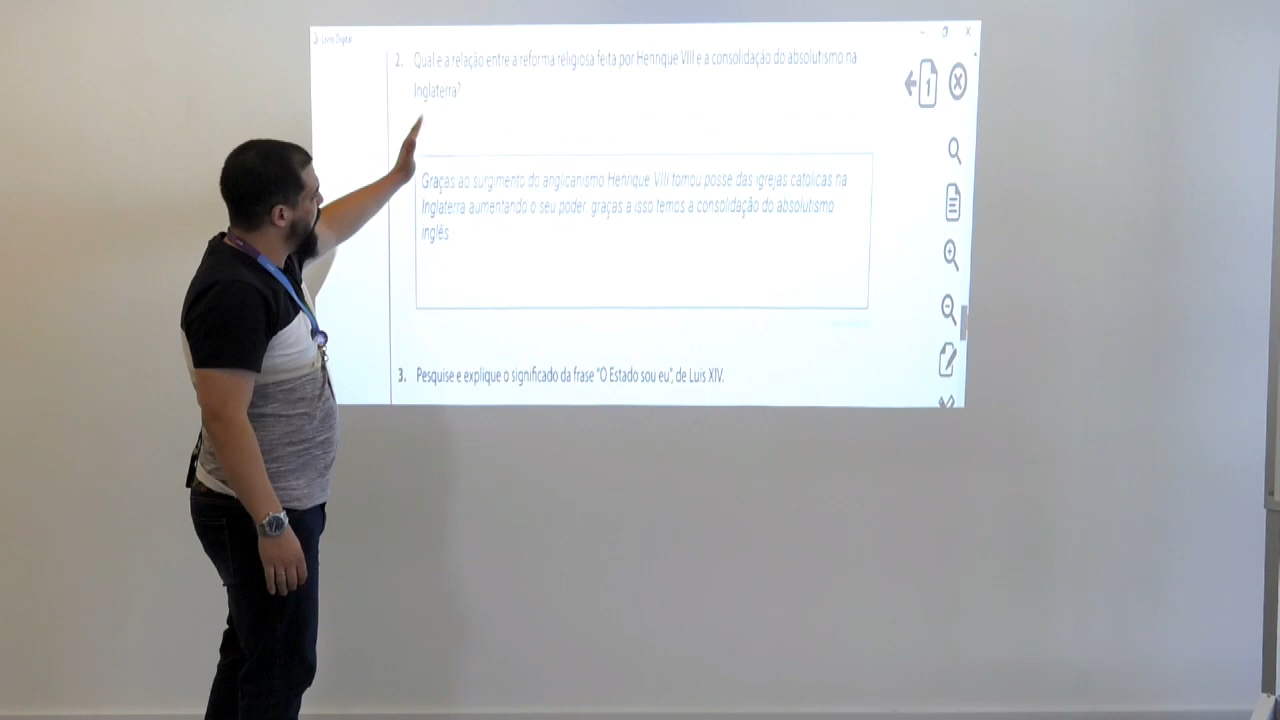 Livro Digital
2. Qual e a relação entre a reforma religiosa feita por Henrique VIII e a consolidação do absolutismo na
Inglaterra?
1
Graças ao surgimento do anglicanismo Henrique VIII tomou posse das igrejas catolicas na
Inglaterra aumentando o seu poder graças a isso temos a consolidação do absolutismo
inglês
3. Pesquise e explique o significado da frase "O Estado sou eu", de Luis XIV.